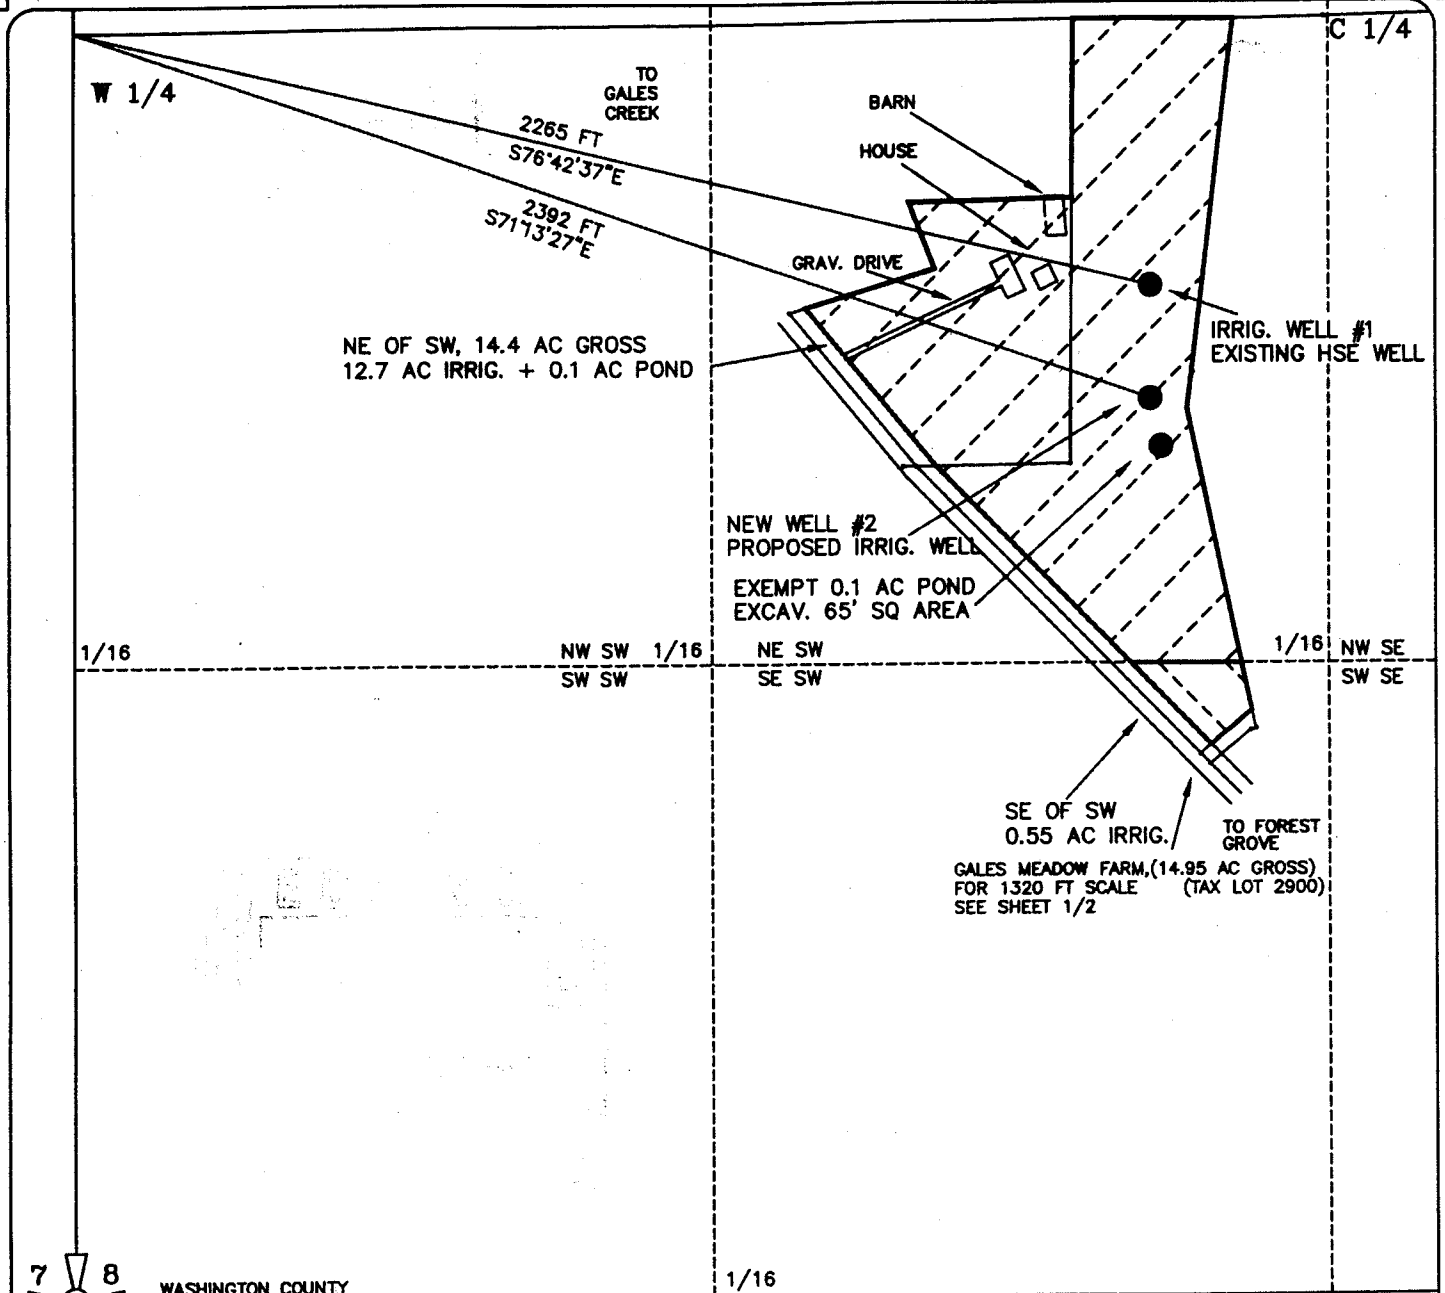 C 1/4
W 1/4
TO
GALES
CREEK
BARN
HOUSE
2265 FT
S76°42'37"E
2392 FT
S71°13'27"E
GRAV. DRIVE
IRRIG. WELL #1
EXISTING HSE WELL
NE OF SW, 14.4 AC GROSS
12.7 AC IRRIG. + 0.1 AC POND
NEW WELL #2
PROPOSED IRRIG. WELL
EXEMPT 0.1 AC POND
EXCAV. 65' SQ AREA
1/16
NW SW 1/16
NE SW
1/16
NW SE
SW SW
SE SW
SW SE
SE OF SW
0.55 AC IRRIG.
TO FOREST
GROVE
GALES MEADOW FARM,(14.95 AC GROSS)
FOR 1320 FT SCALE (TAX LOT 2900)
SEE SHEET 1/2
7 8
WASHINGTON COUNTY
1/16